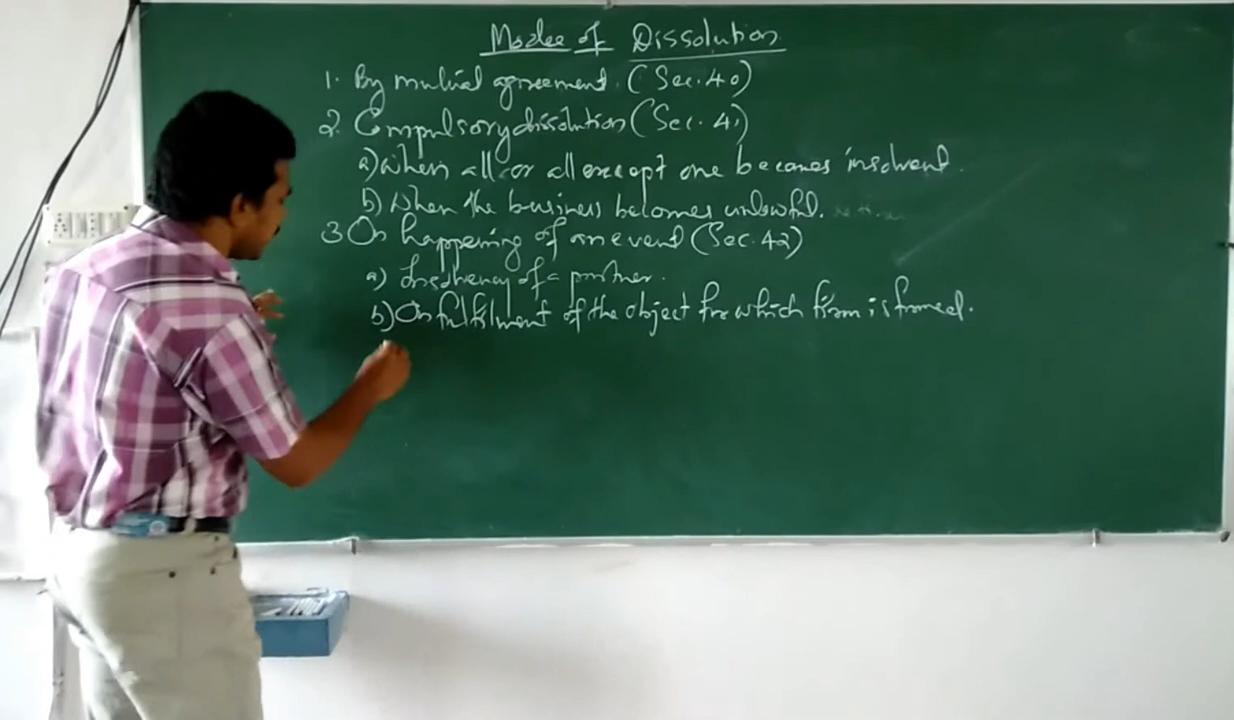 Modes of Dissolution
1. By mutual agreement. (Sec. 40)
2. Compulsory dissolution (Sec. 41)
a) When all or all except one becomes insolvent.
b) When the business becomes unlawful.
3 On happening of an event (Sec. 42)
a) Insolvency of a partner.
b) On fulfilment of the object for which firm is formed.